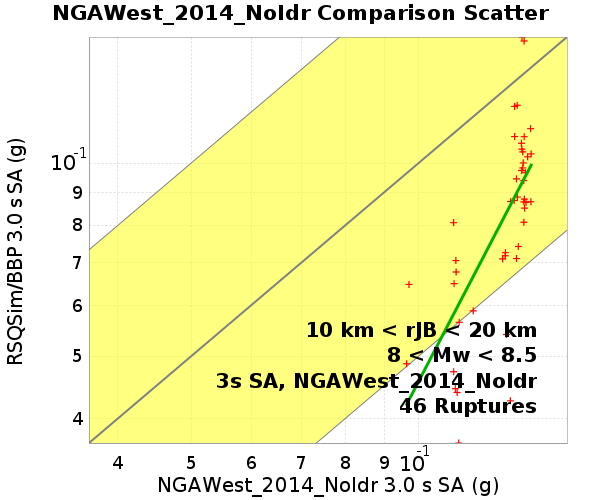 NGAWest_2014_NoIdr Comparison Scatter
RSQSim/BBP 3.0 s SA (g)
10-1
9
8
7
6
5
4
10 km < rJB < 20 km
8 < Mw < 8.5
3s SA, NGAWest_2014_NoIdr
46 Ruptures
4 5 6 7 8 9 10-1
NGAWest_2014_NoIdr 3.0 s SA (g)